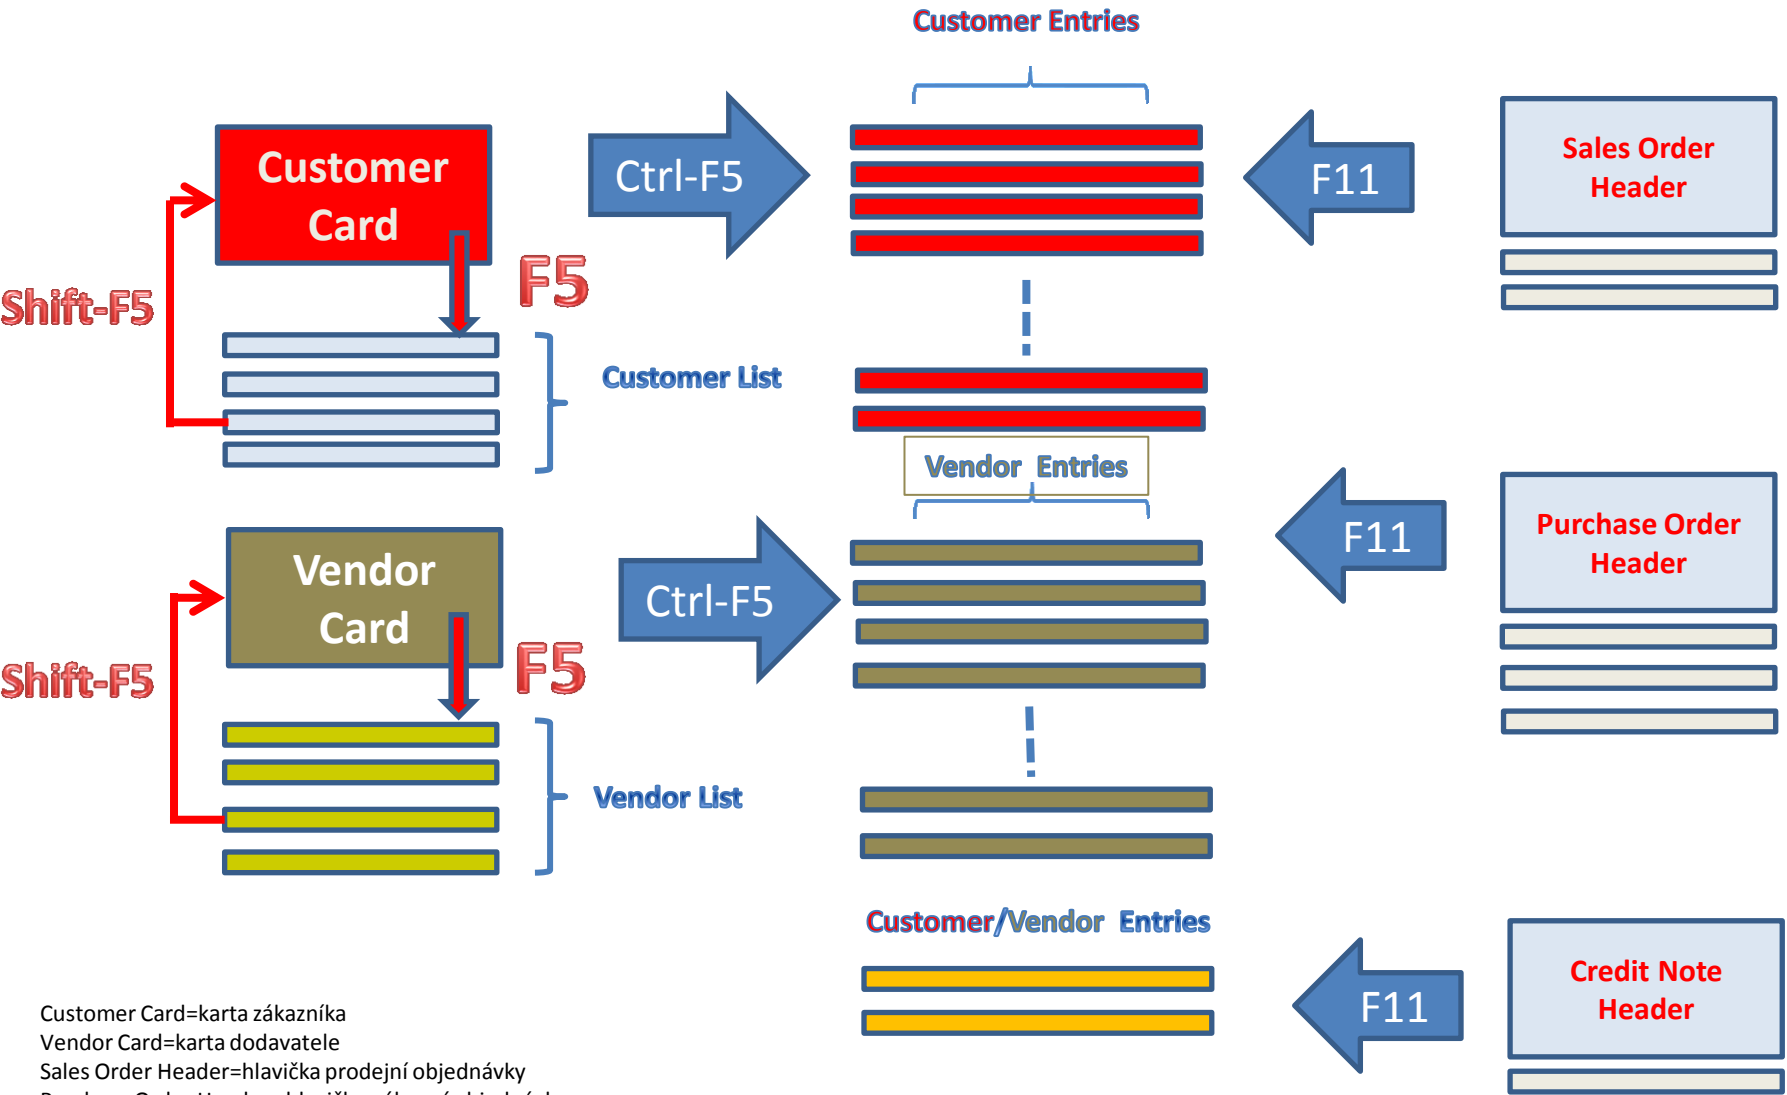 Customer Entries
Customer
Card
Ctrl-F5
F11
Sales Order
Header
Shift-F5
F5
Customer List
Vendor Entries
Vendor
Card
Ctrl-F5
F11
Purchase Order
Header
Shift-F5
F5
Vendor List
Customer/Vendor Entries
F11
Credit Note
Header
Customer Card=karta zákazníka
Vendor Card=karta dodavatele
Sales Order Header=hlavička prodejní objednávky